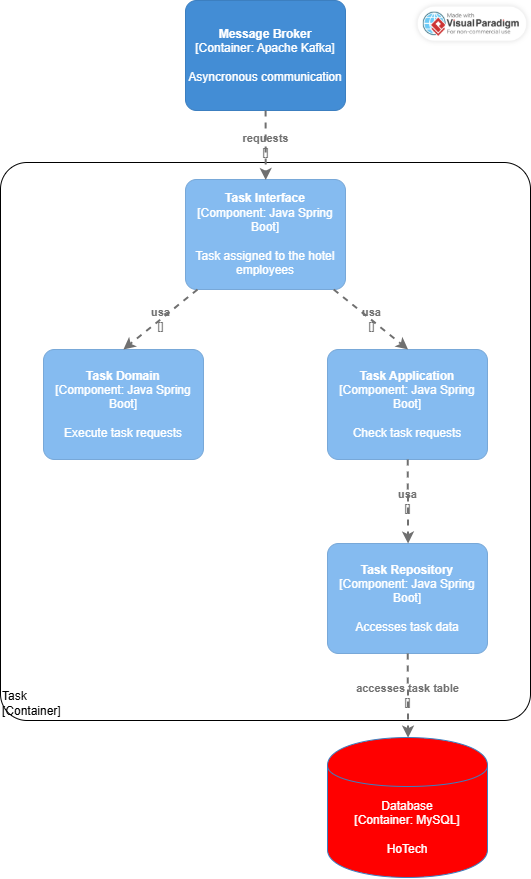 Made with
VisualParadigm
For non-commercial use
Message Broker
[Container: Apache Kafka]
Asyncronous communication
requests
Task Interface
[Component: Java Spring
Boot]
Task assigned to the hotel
employees
usa
usa
Task Domain
[Component: Java Spring
Boot]
Execute task requests
Task Application
[Component: Java Spring
Boot]
Check task requests
usa
Task Repository
[Component: Java Spring
Boot]
Accesses task data
accesses task table
Task
[Container]
Database
[Container: MySQL]
HoTech